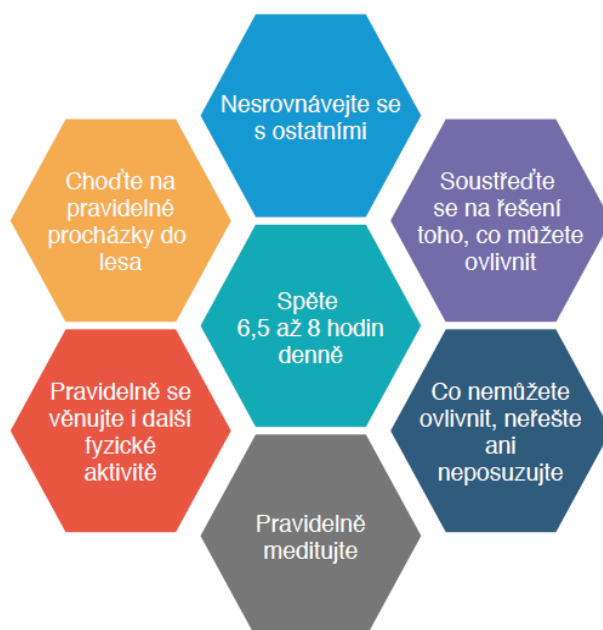 Nesrovnávejte se
s ostatními
Choďte na
pravidelné
procházky do
lesa
Soustřeďte
se na řešení
toho, co můžete
ovlivnit
Spěte
6,5 až 8 hodin
denně
Pravidelně se
věnujte i další
fyzické
aktivitě
Co nemůžete
ovlivnit, neřešte
ani
neposuzujte
Pravidelně
meditujte